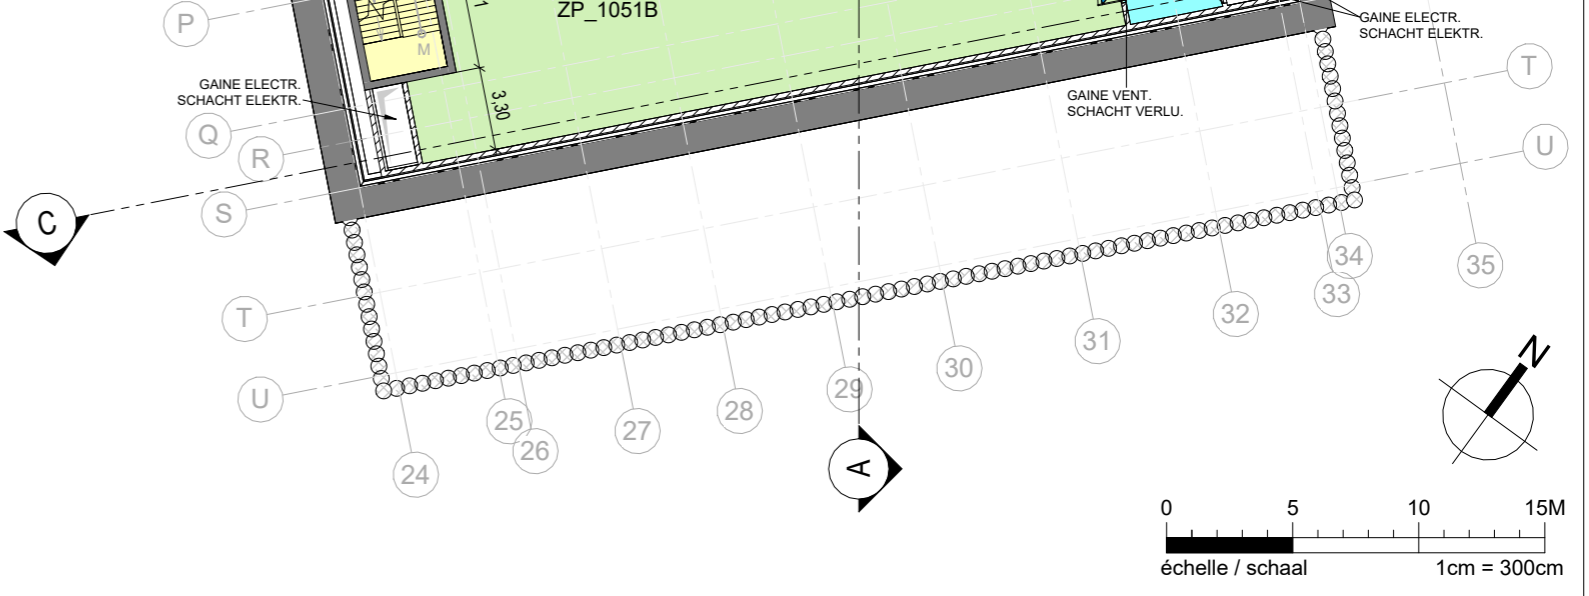 P
1
M
ZP_1051B
GAINE ELECTR.
SCHACHT ELEKTR.
GAINE ELECTR.
SCHACHT ELEKTR.
3,30
GAINE VENT.
SCHACHT VERLU.
Q
R
S
T
U
C
T
U
24
25
26
27
28
29
30
31
32
33
34
35
A
N
0 5 10 15M
échelle / schaal 1cm = 300cm